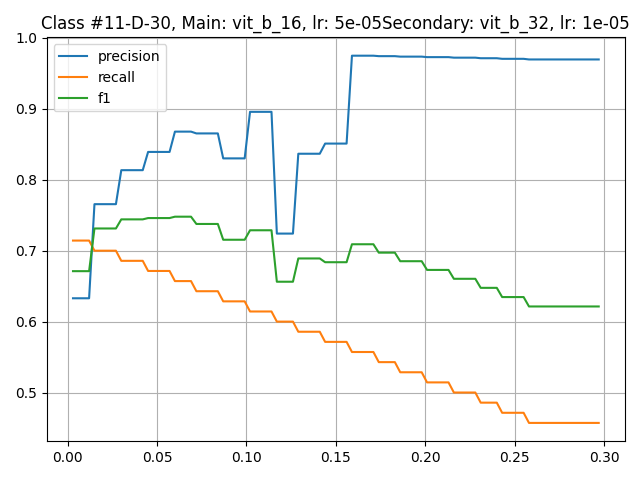 Class #11-D-30, Main: vit_b_16, lr: 5e-05Secondary: vit_b_32, lr: 1e-05
precision
recall
f1
1.0
0.9
0.8
0.7
0.6
0.5
0.00 0.05 0.10 0.15 0.20 0.25 0.30